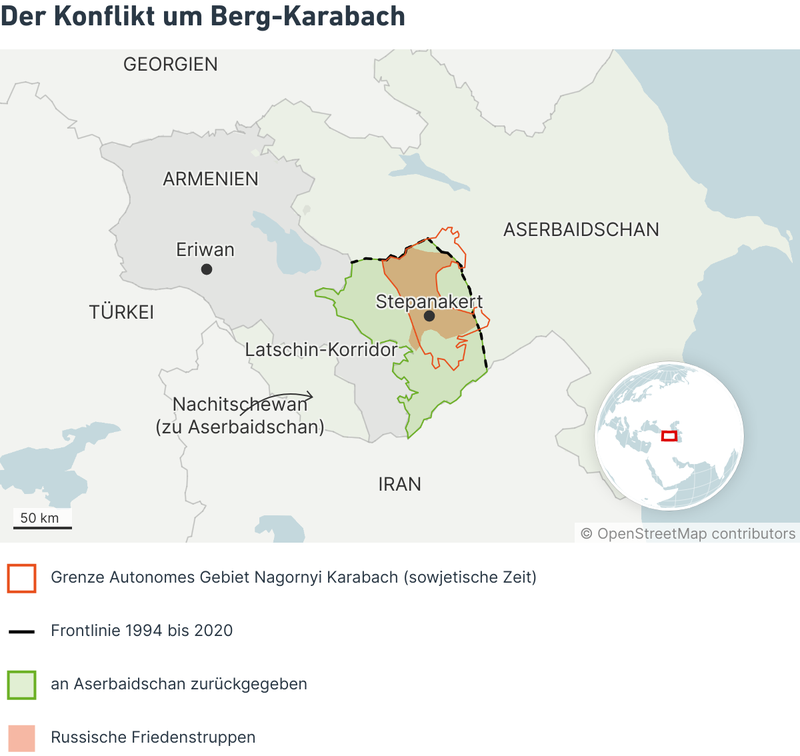 Der Konflikt um Berg-Karabach
GEORGIEN
ARMENIEN
ASERBAIDSCHAN
Eriwan
Stepanakert
TÜRKEI
Latschin-Korridor
Nachitschewan
(zu Aserbaidschan)
IRAN
50 km
© OpenStreetMap contributors
Grenze Autonomes Gebiet Nagornyi Karabach (sowjetische Zeit)
Frontlinie 1994 bis 2020
an Aserbaidschan zurückgegeben
Russische Friedenstruppen